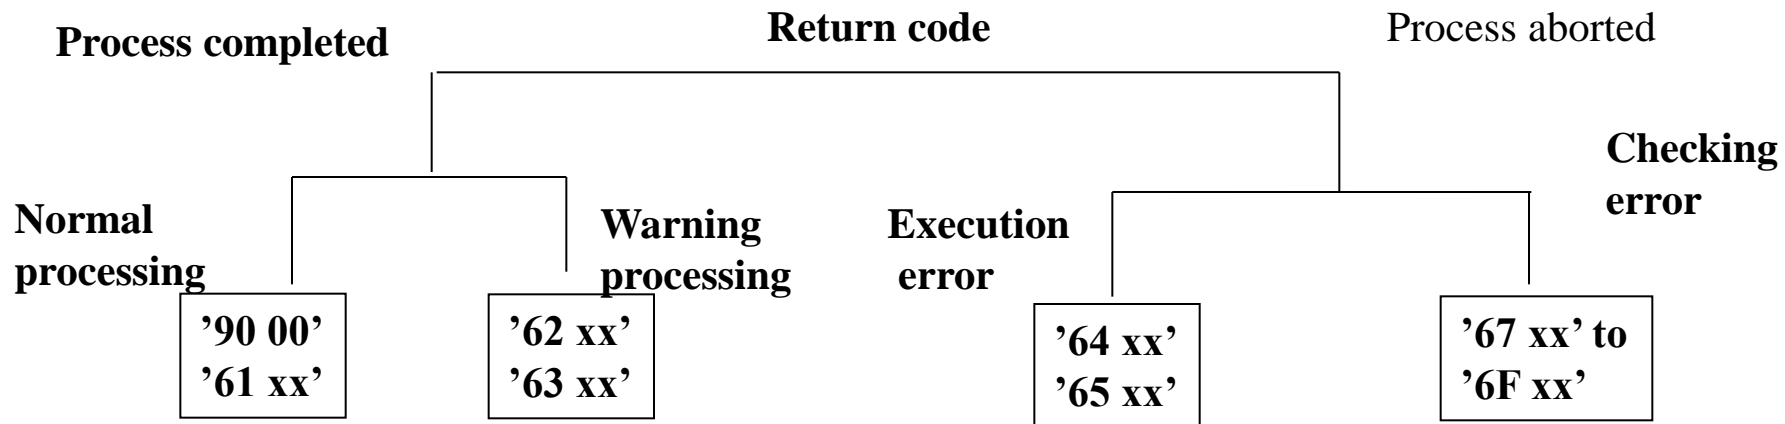 Process completed
Return code
Process aborted
Checking
error
Normal
processing
Warning
processing
Execution
error
’90 00’
’61 xx’
’62 xx’
’63 xx’
’64 xx’
’65 xx’
’67 xx’ to
’6F xx’